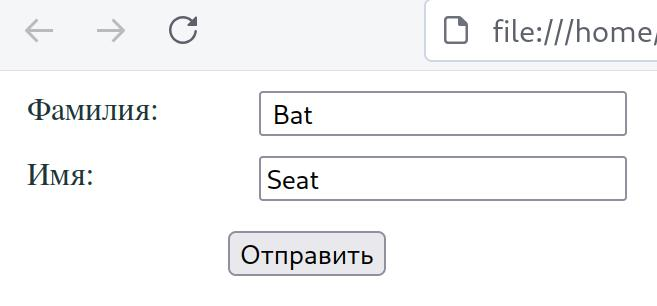 file:///home/
Фамилия: Bat
Имя: Seat
Отправить